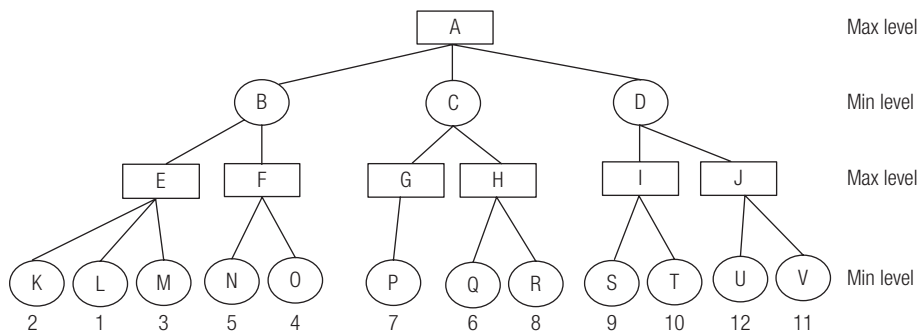 A Max level
B C D Min level
E F G H I J Max level
K L M N O P Q R S T U V Min level
2 1 3 5 4 7 6 8 9 10 12 11